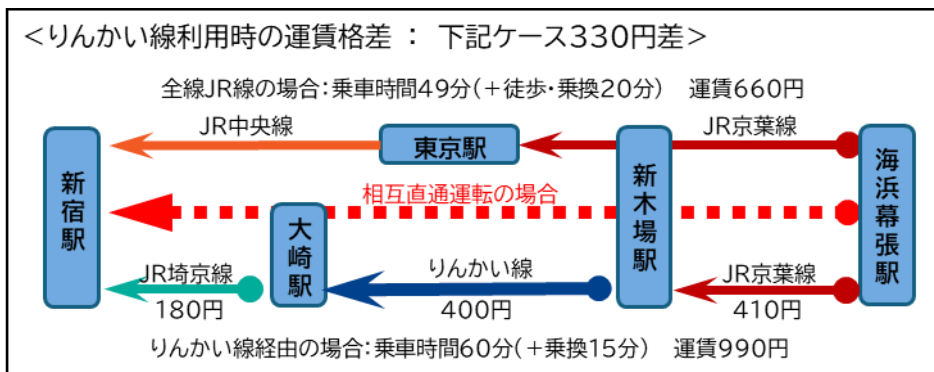 ＜りんかい線利用時の運賃格差 ： 下記ケース330円差＞
全線JR線の場合：乗車時間49分（＋徒歩・乗換20分） 運賃660円
JR中央線
東京駅
JR京葉線
新宿駅
相互直通運転の場合
新木場駅
海浜幕張駅
大崎駅
JR埼京線
りんかい線
JR京葉線
180円
400円
410円
りんかい線経由の場合：乗車時間60分（＋乗換15分） 運賃990円